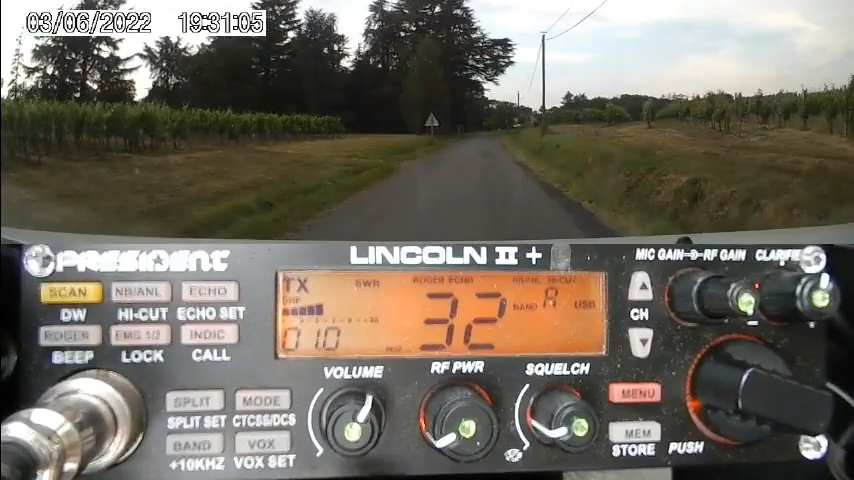 03/06/2022 19:31:05
PRESIDENT LINCOLN II + MIC GAIN RF GAIN CLARIFIER
SCAN NB/ANL ECHO
DW HI-CUT ECHO SET
ROGER EMG 1/2 INDIC
BEEP LOCK CALL
TX SWR ROGER ECHO NB/ANL HI-CUT
32 BAND A USB
010
CH
VOLUME RF PWR SQUELCH
SPLIT MODE
SPLIT SET CTCSS/DCS
BAND VOX
+10KHZ VOX SET
MENU
MEM
STORE PUSH